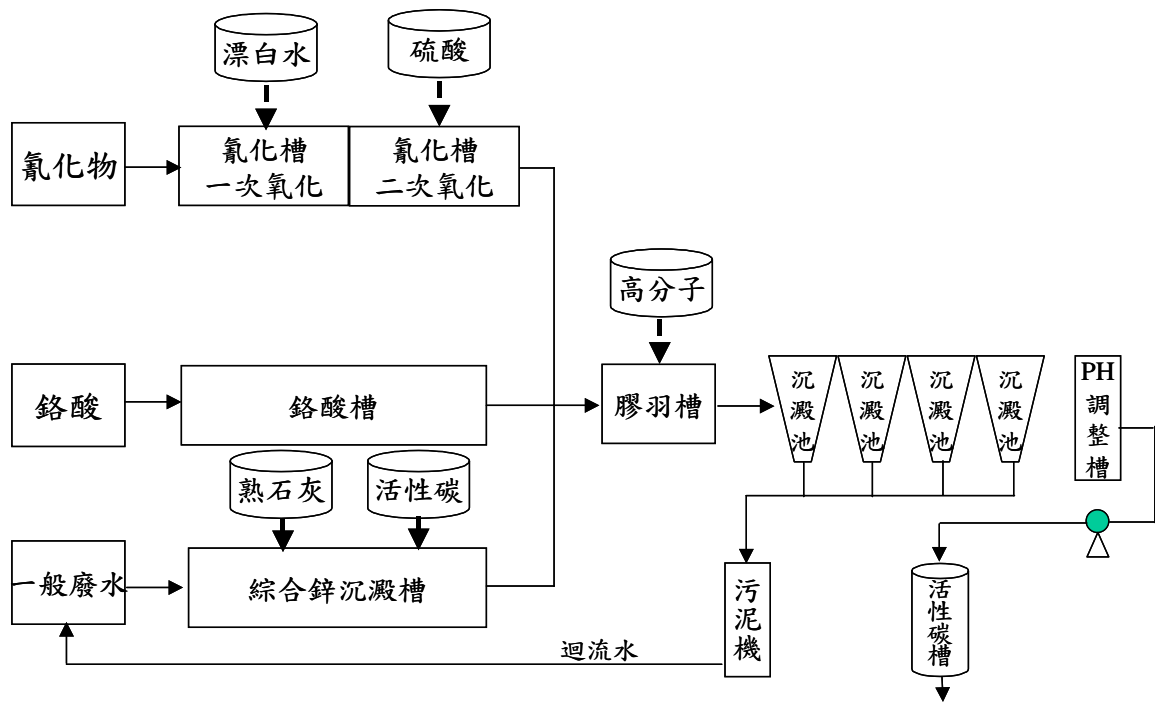 漂白水
硫酸
氰化物
氰化槽
一次氧化
氰化槽
二次氧化
高分子
鉻酸
鉻酸槽
膠羽槽
沉
澱
池
沉
澱
池
沉
澱
池
沉
澱
池
PH
調
整
槽
熟石灰
活性碳
一般廢水
綜合鋅沉澱槽
污
泥
機
活
性
碳
槽
迴流水